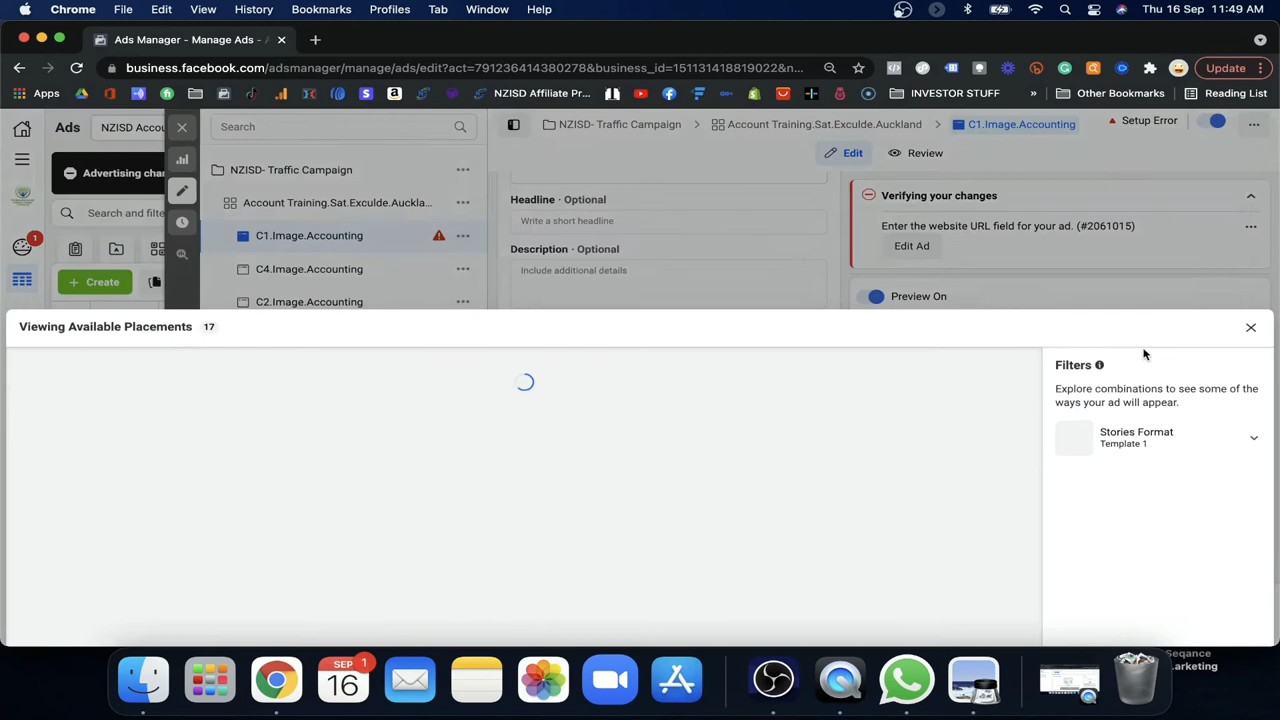 Chrome File Edit View History Bookmarks Profiles Tab Window Help Thu 16 Sep 11:49 AM
Ads Manager - Manage Ads -
business.facebook.com/adsmanager/manage/ads/edit?act=791236414380278&business_id=151131418819022&n... Update
Apps NZISD Affiliate Pr... INVESTOR STUFF » Other Bookmarks Reading List
Ads NZISD Accou
Search
NZISD- Traffic Campaign Account Training.Sat.Exculde.Auckland C1.Image.Accounting Setup Error
Edit Review
Advertising char
NZISD- Traffic Campaign
Account Training.Sat.Exculde.Auckla...
C1.Image.Accounting
C4.Image.Accounting
C2.Image.Accounting
Search and filte
1
+ Create
Headline • Optional
Write a short headline
Description • Optional
Include additional details
Verifying your changes
Enter the website URL field for your ad. (#2061015)
Edit Ad
Preview On
Viewing Available Placements 17
Filters
Explore combinations to see some of the
ways your ad will appear.
Stories Format
Template 1
SEP 1
16
Seqance
arketing